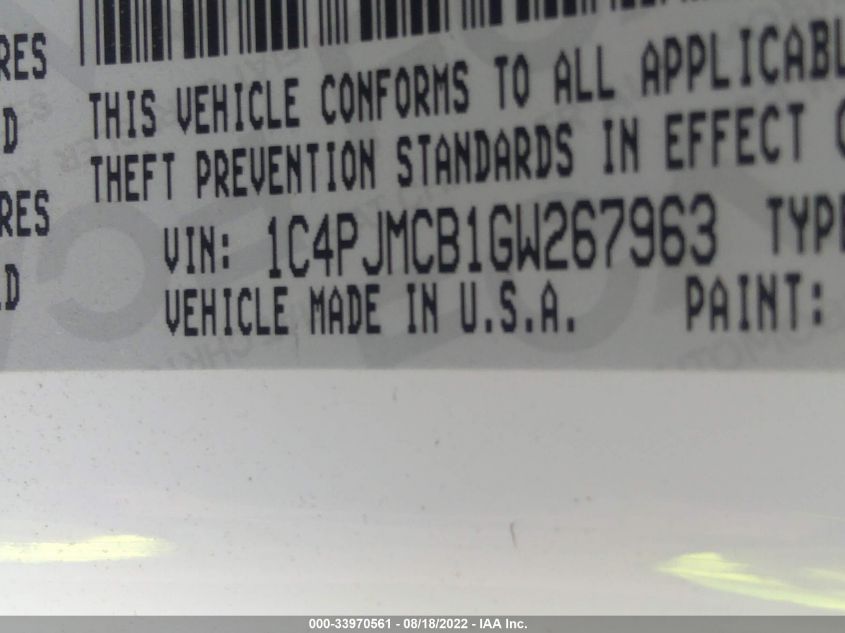 RES
THIS VEHICLE CONFORMS TO ALL APPLICABL
D
THEFT PREVENTION STANDARDS IN EFFECT
RES
VIN: 1C4PJMCB1GW267963 TYPE
D
VEHICLE MADE IN U.S.A. PAINT:
000-33970561 - 08/18/2022 - IAA Inc.